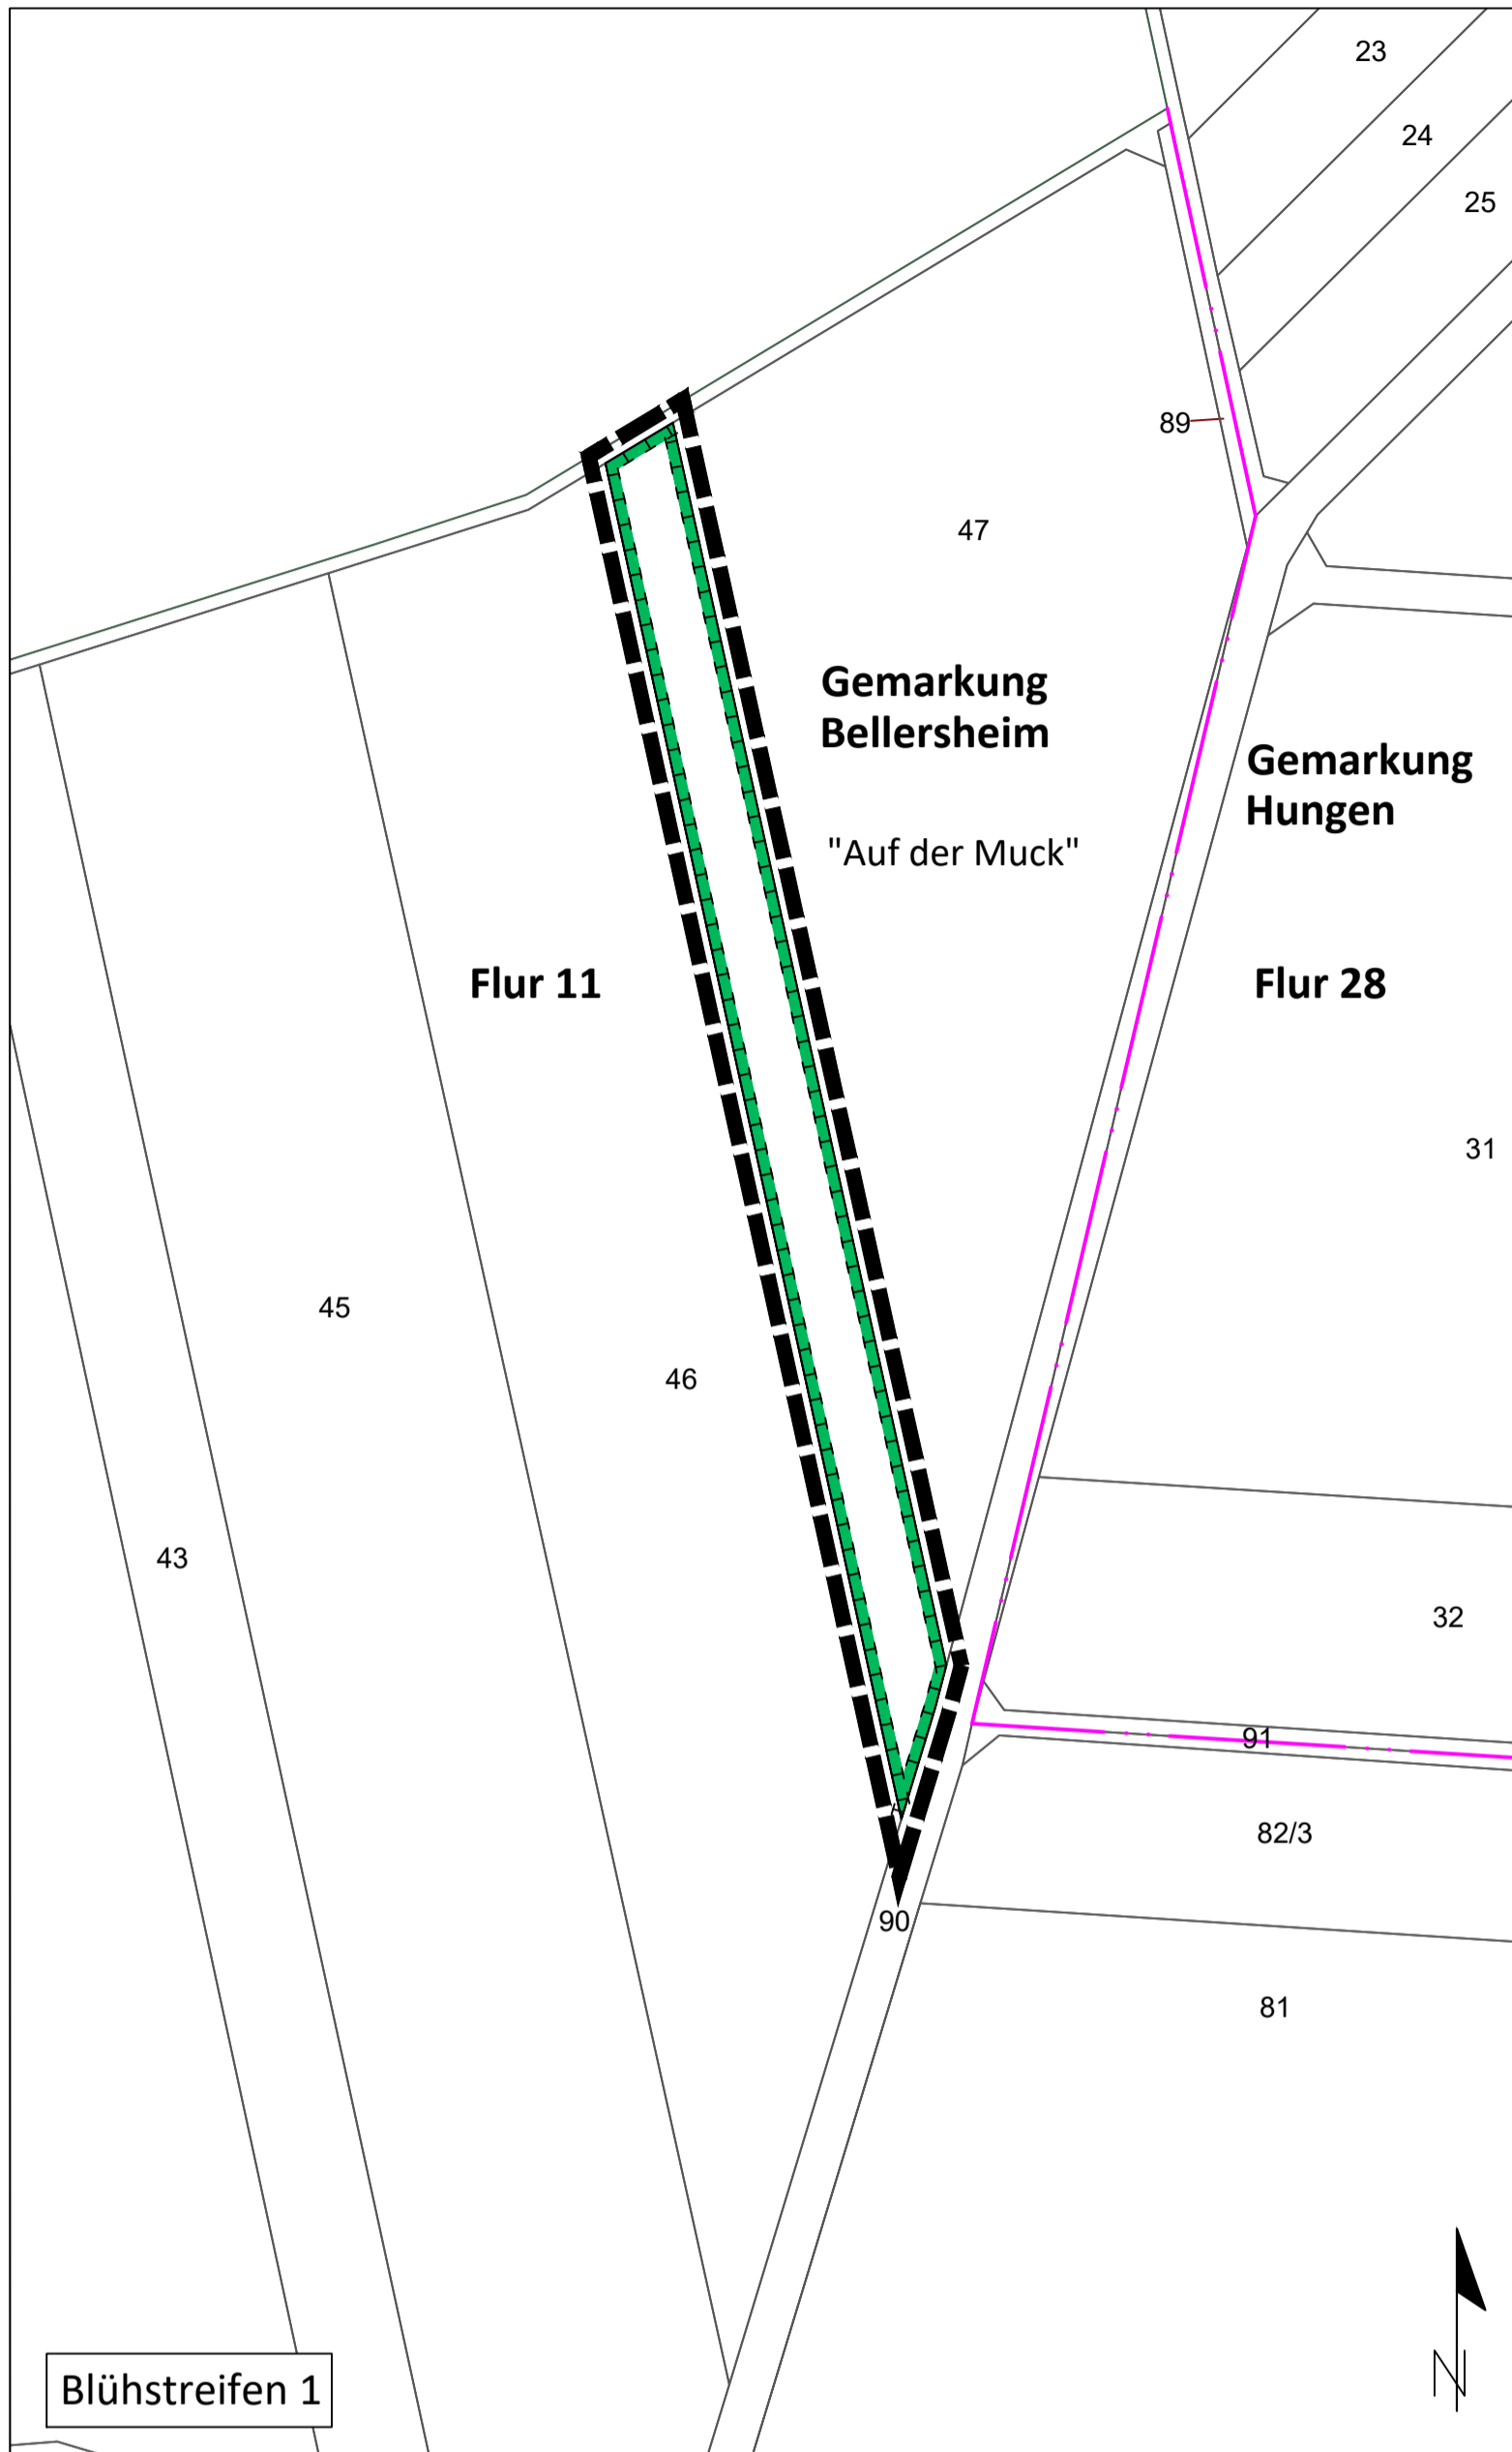 23
24
25
89
47
Gemarkung
Bellersheim
Gemarkung
Hungen
"Auf der Muck"
Flur 11
Flur 28
31
45
46
43
32
91
82/3
90
81
Blühstreifen 1
N